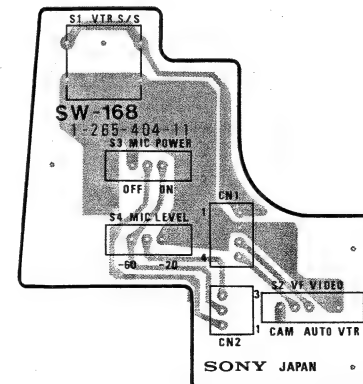 S1 VTR S/S
SW-168
1-265-404-11
S3 MIC POWER
OFF ON
CN1
1
S4 MIC LEVEL
4
-60 -20
S2 VF VIDEO
3
1
CAM AUTO VTR
CN2
SONY JAPAN